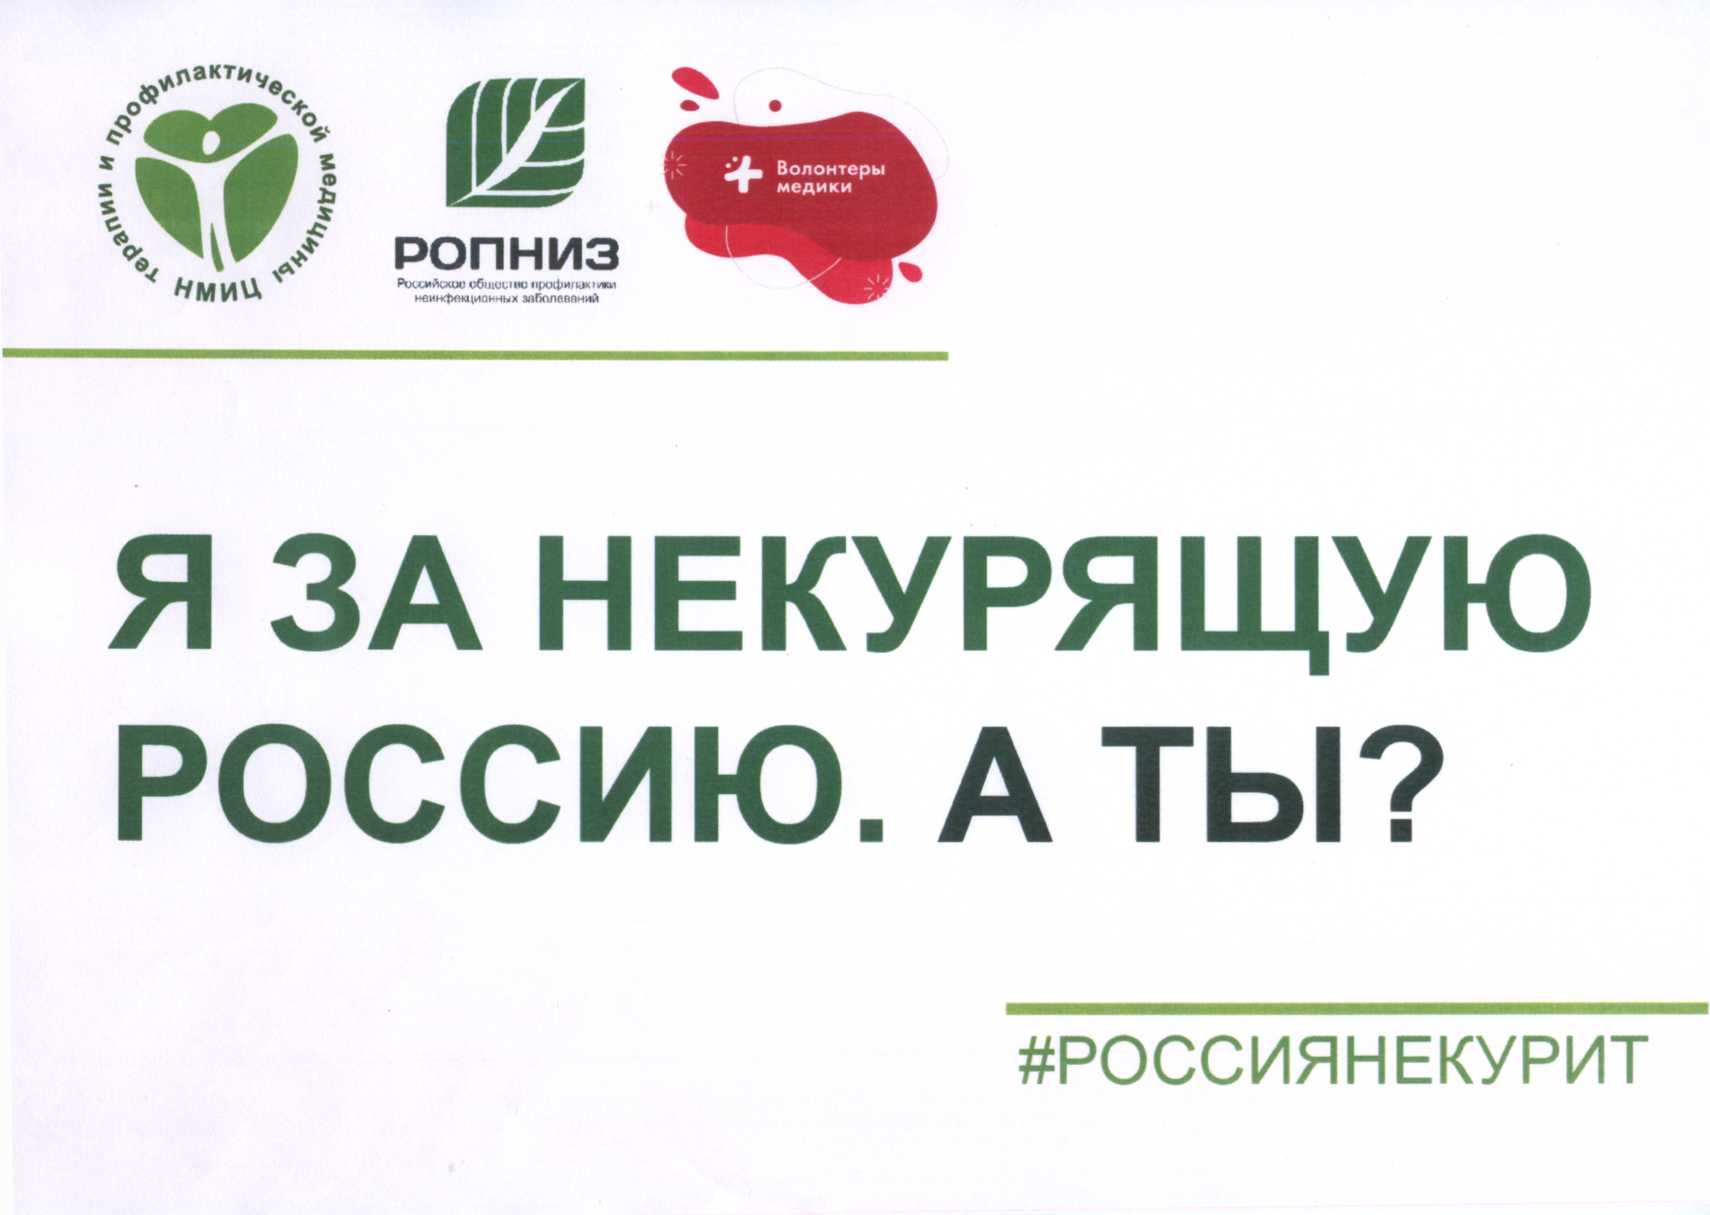 НМИЦ терапии и профилактической медицины
РОПНИЗ
Российское общество профилактики
неинфекционных заболеваний
Волонтеры
медики
Я ЗА НЕКУРЯЩУЮ
РОССИЮ. А ТЫ?
#РОССИЯНЕКУРИТ